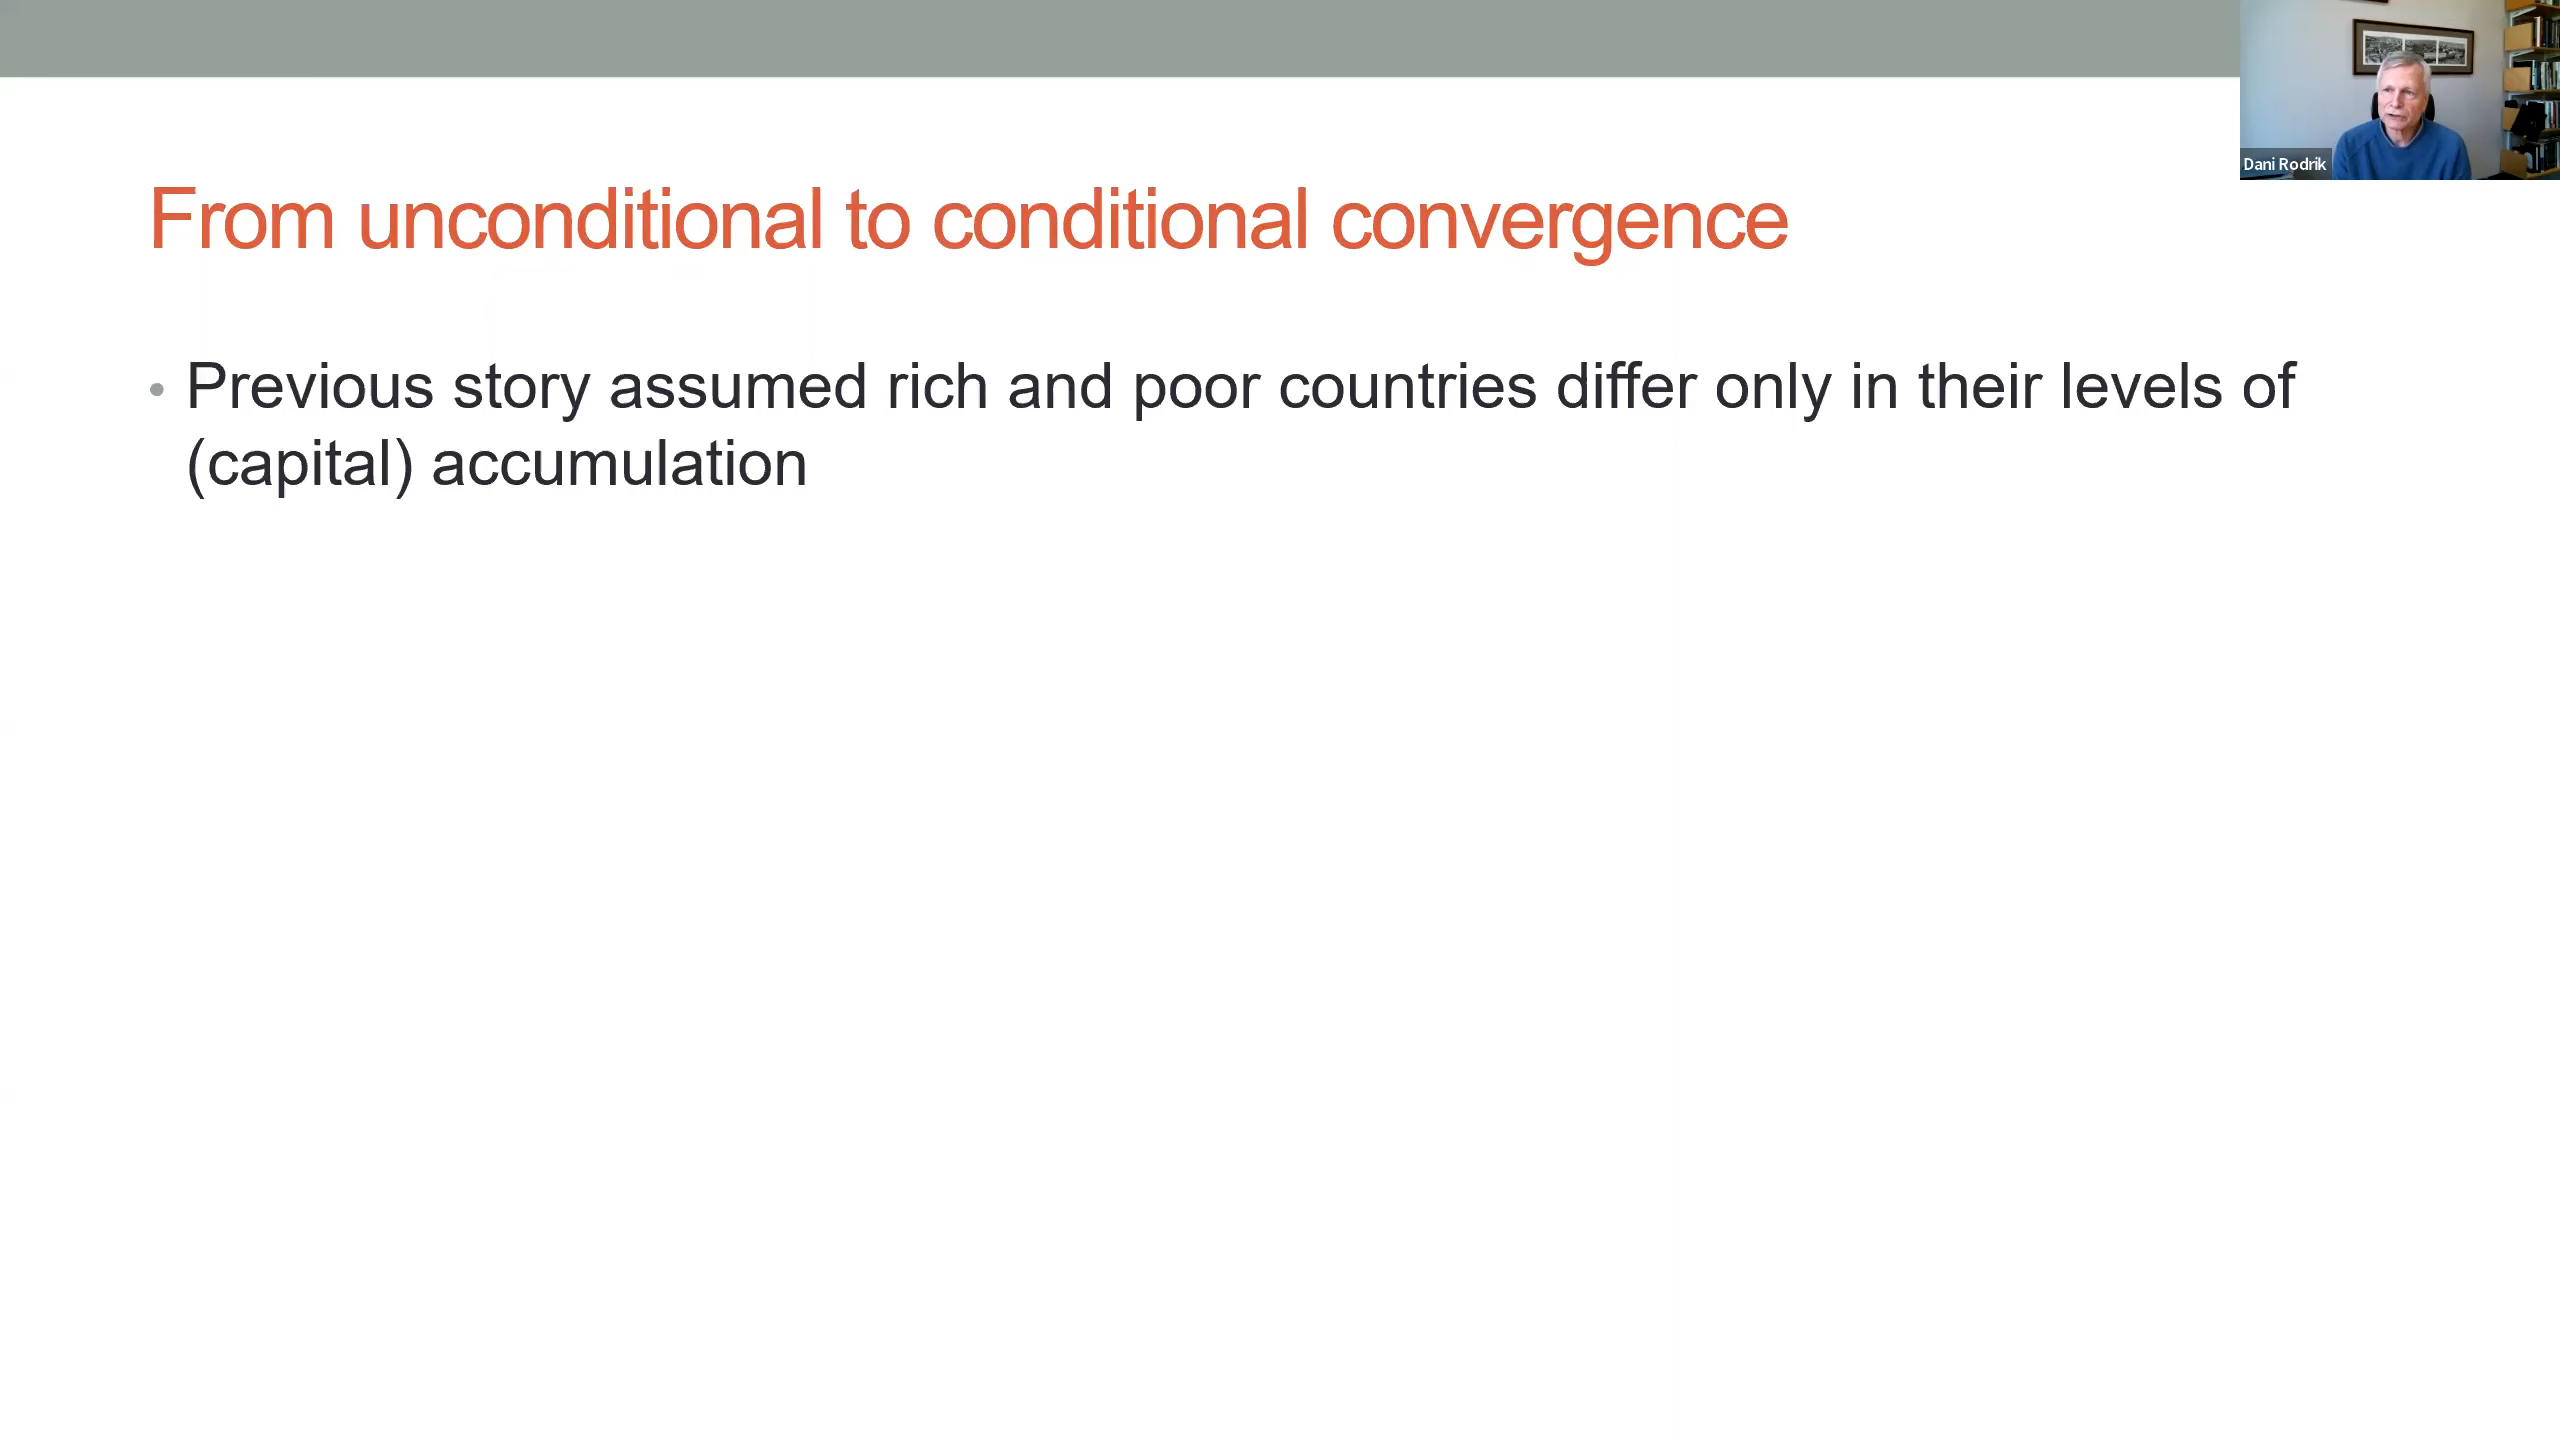 Dani Rodrik
From unconditional to conditional convergence
• Previous story assumed rich and poor countries differ only in their levels of
(capital) accumulation